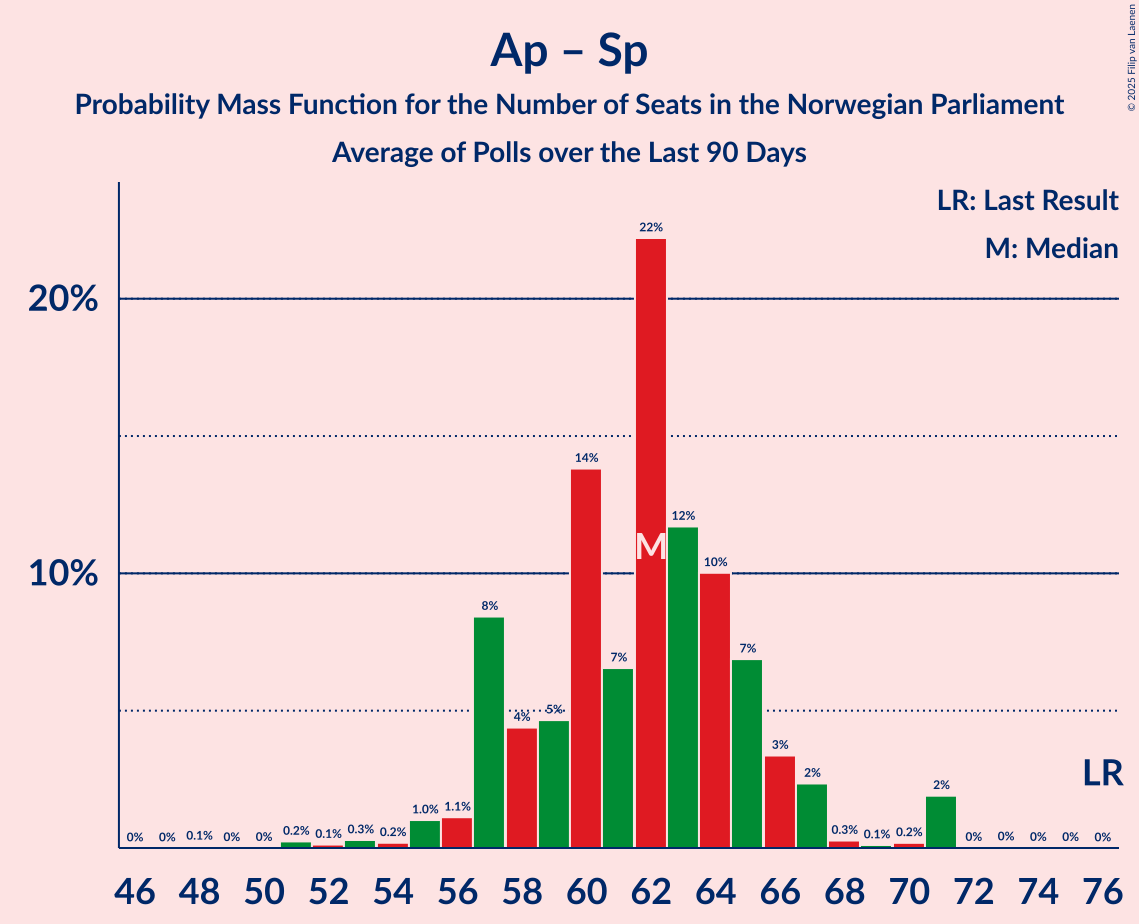 Ap – Sp
Probability Mass Function for the Number of Seats in the Norwegian Parliament
Average of Polls over the Last 90 Days
© 2025 Filip van Laenen
LR: Last Result
M: Median
20%
10%
0% 0% 0.1% 0% 0% 0.2% 0.1% 0.3% 0.2% 1.0% 1.1% 8% 4% 5% 14% 7% 22% 12% 10% 7% 3% 2% 0.3% 0.1% 0.2% 2% 0% 0% 0% 0% 0%
M
LR
46 48 50 52 54 56 58 60 62 64 66 68 70 72 74 76